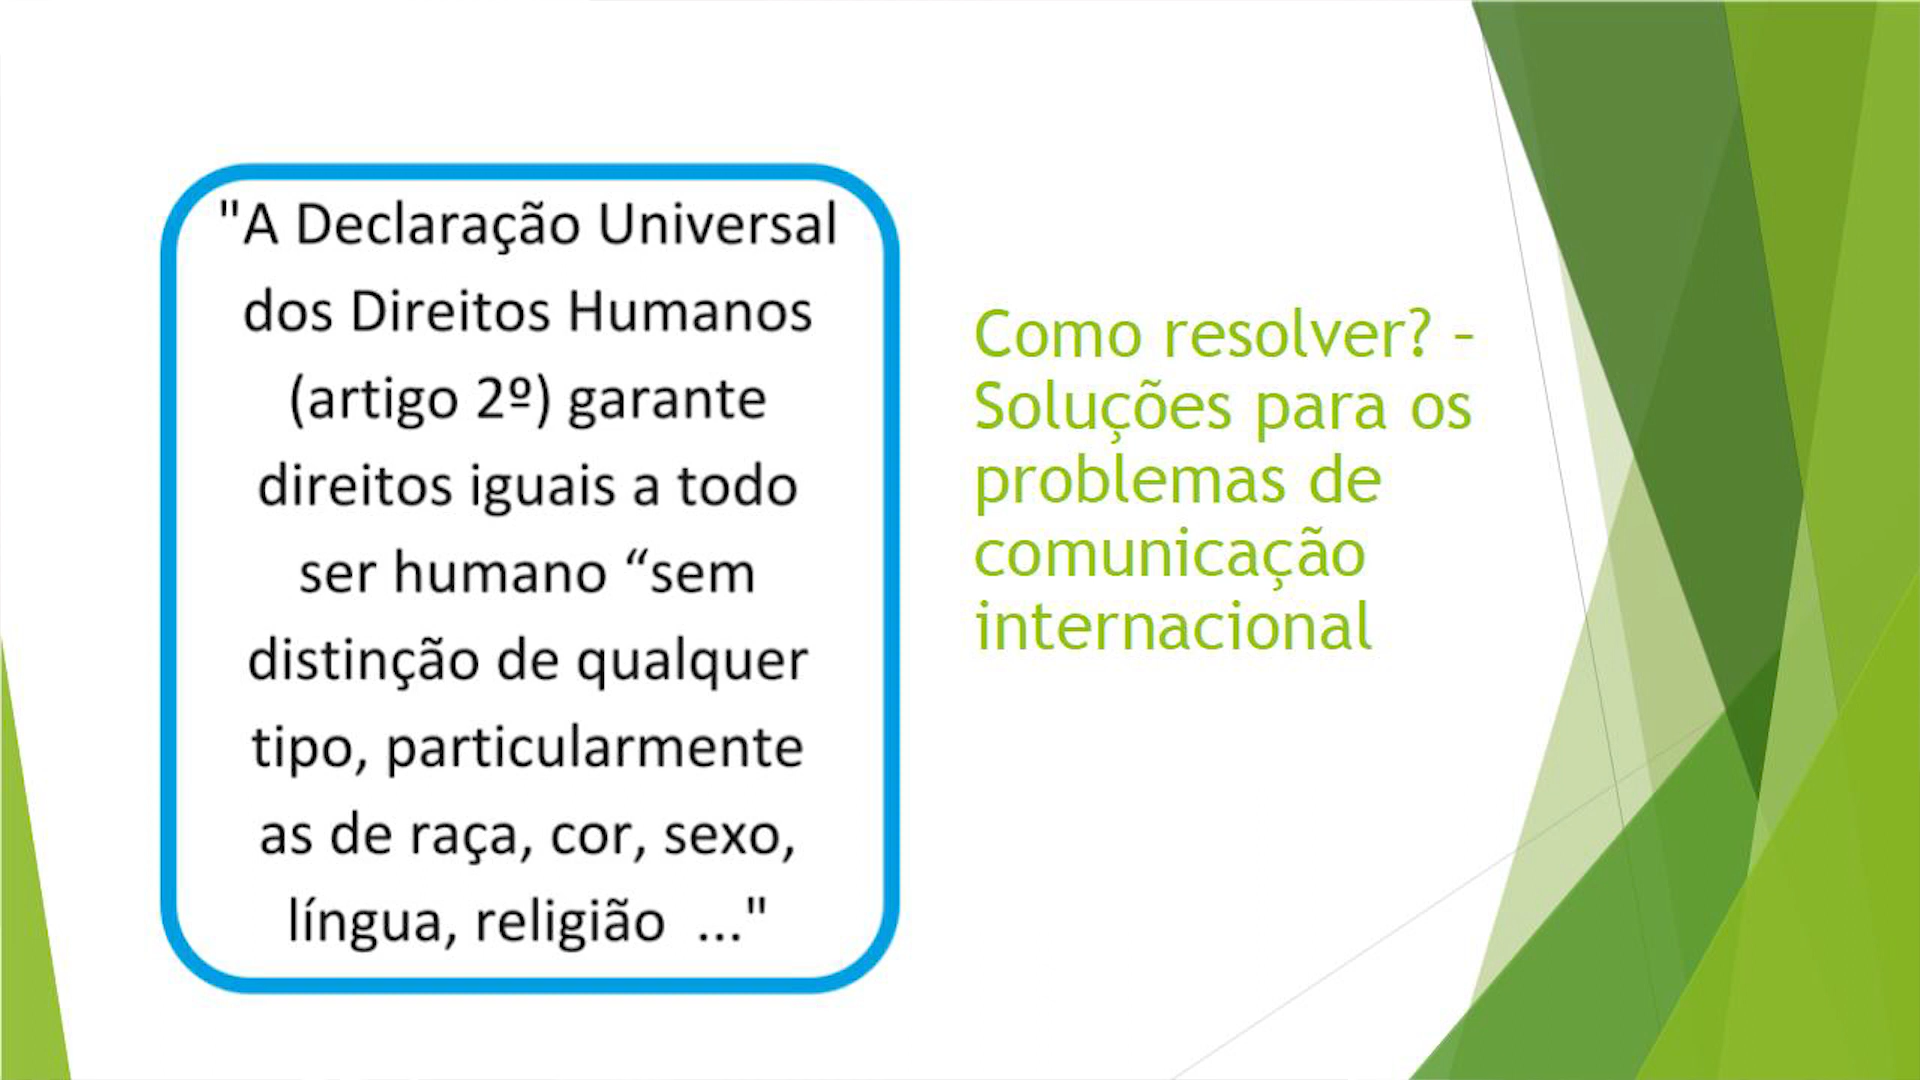 "A Declaração Universal
dos Direitos Humanos
(artigo 2º) garante
direitos iguais a todo
ser humano “sem
distinção de qualquer
tipo, particularmente
as de raça, cor, sexo,
língua, religião  ..."
Como resolver? –
Soluções para os
problemas de
comunicação
internacional